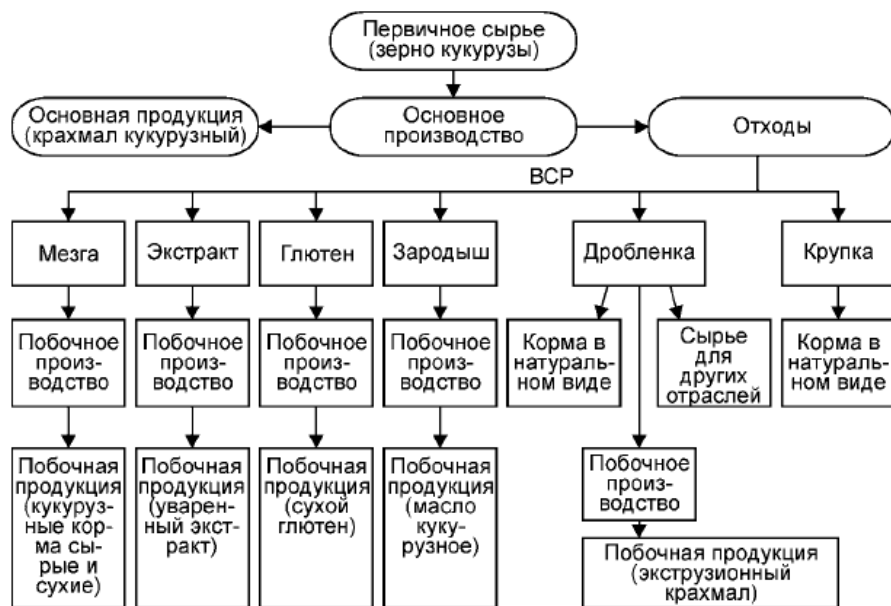 Первичное сырье
(зерно кукурузы)
Основная продукция
(крахмал кукурузный)
Основное
производство
Отходы
ВСР
Мезга
Экстракт
Глютен
Зародыш
Дробленка
Крупка
Побочное
произ-
водство
Побочное
произ-
водство
Побочное
произ-
водство
Побочное
произ-
водство
Корма в
натураль-
ном виде
Сырье
для
других
отраслей
Корма в
натураль-
ном виде
Побочная
продукция
(кукуруз-
ные кор-
ма сы-
рые и
сухие)
Побочная
продукция
(уварен-
ный экст-
ракт)
Побочная
продукция
(сухой
глютен)
Побочная
продукция
(масло
куку-
рузное)
Побочное
произ-
водство
Побочная продукция
(экструзионный
крахмал)